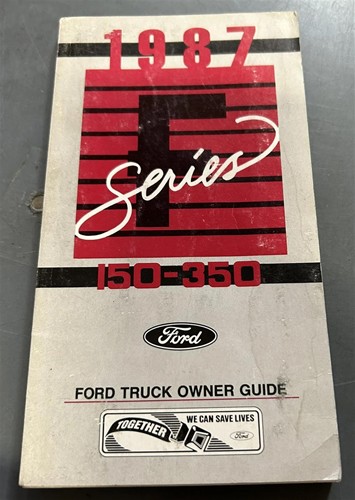 1987
F
Series
150-350
Ford
FORD TRUCK OWNER GUIDE
TOGETHER
WE CAN SAVE LIVES
Ford